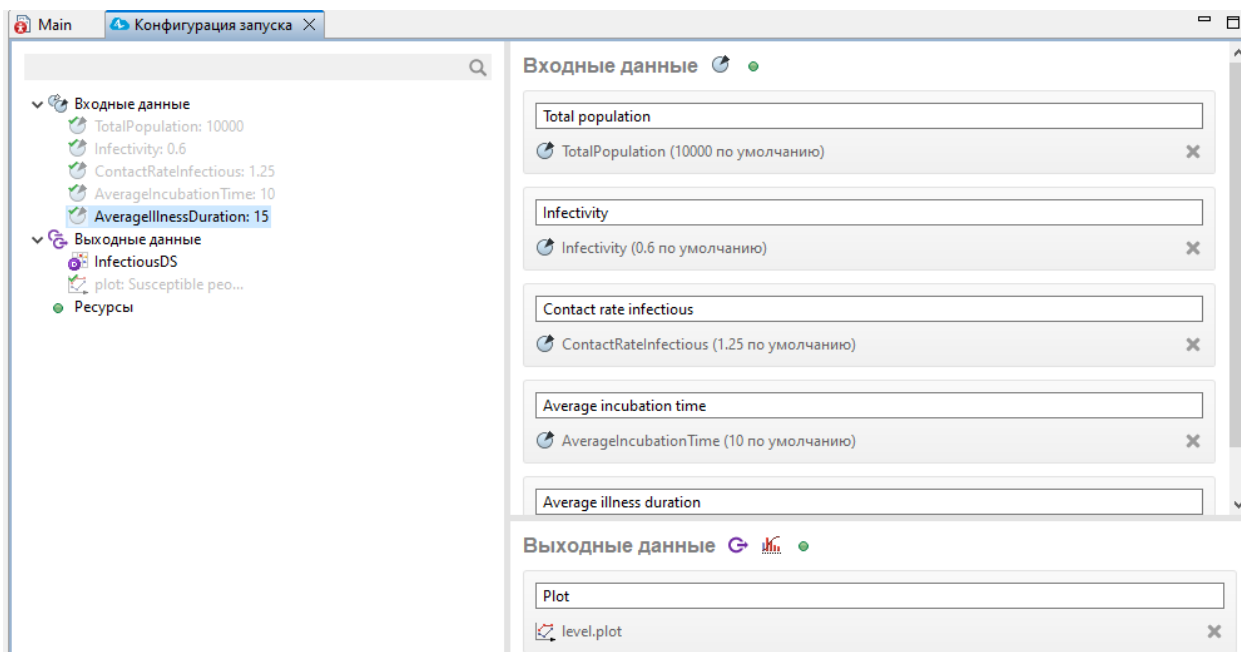 Main
Конфигурация запуска
Входные данные
TotalPopulation: 10000
Infectivity: 0.6
ContactRateInfectious: 1.25
AverageIncubationTime: 10
AverageIllnessDuration: 15
Выходные данные
InfectiousDS
plot: Susceptible peo...
Ресурсы
Входные данные
Total population
TotalPopulation (10000 по умолчанию)
Infectivity
Infectivity (0.6 по умолчанию)
Contact rate infectious
ContactRateInfectious (1.25 по умолчанию)
Average incubation time
AverageIncubationTime (10 по умолчанию)
Average illness duration
Выходные данные
Plot
level.plot